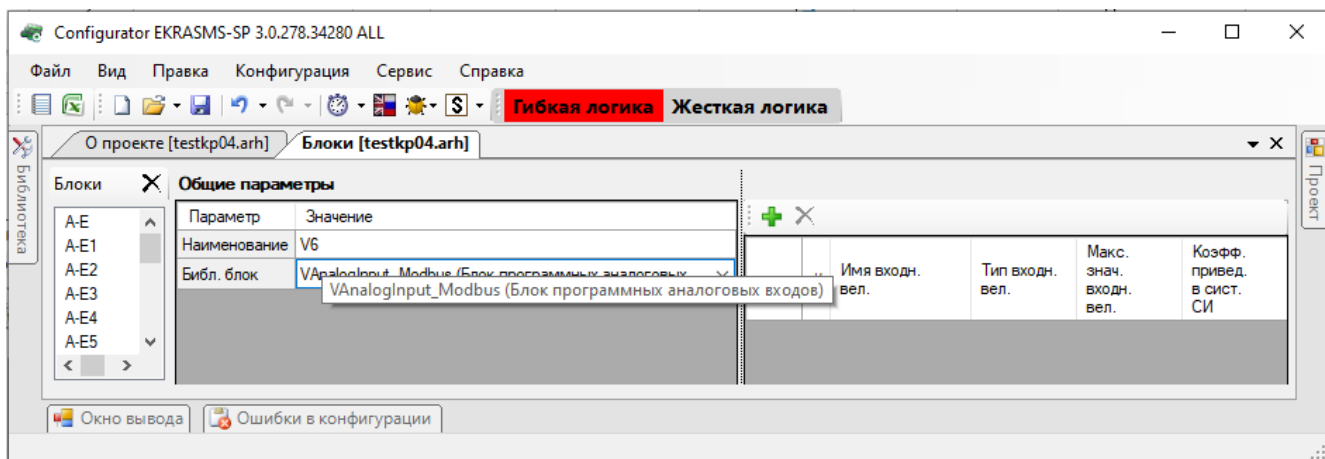 Configurator EKRASMS-SP 3.0.278.34280 ALL
Файл Вид Правка Конфигурация Сервис Справка
Гибкая логика Жесткая логика
О проекте [testkp04.arh] Блоки [testkp04.arh]
Библиотека
Проект
Блоки
A-E
A-E1
A-E2
A-E3
A-E4
A-E5
Общие параметры
Параметр Значение
Наименование V6
Библ. блок VAnalogInput_Modbus (Блок программных аналоговых
VAnalogInput_Modbus (Блок программных аналоговых входов)
Имя входн. вел.
Тип входн. вел.
Макс. знач. входн. вел.
Коэфф. привед. в сист. СИ
Окно вывода Ошибки в конфигурации